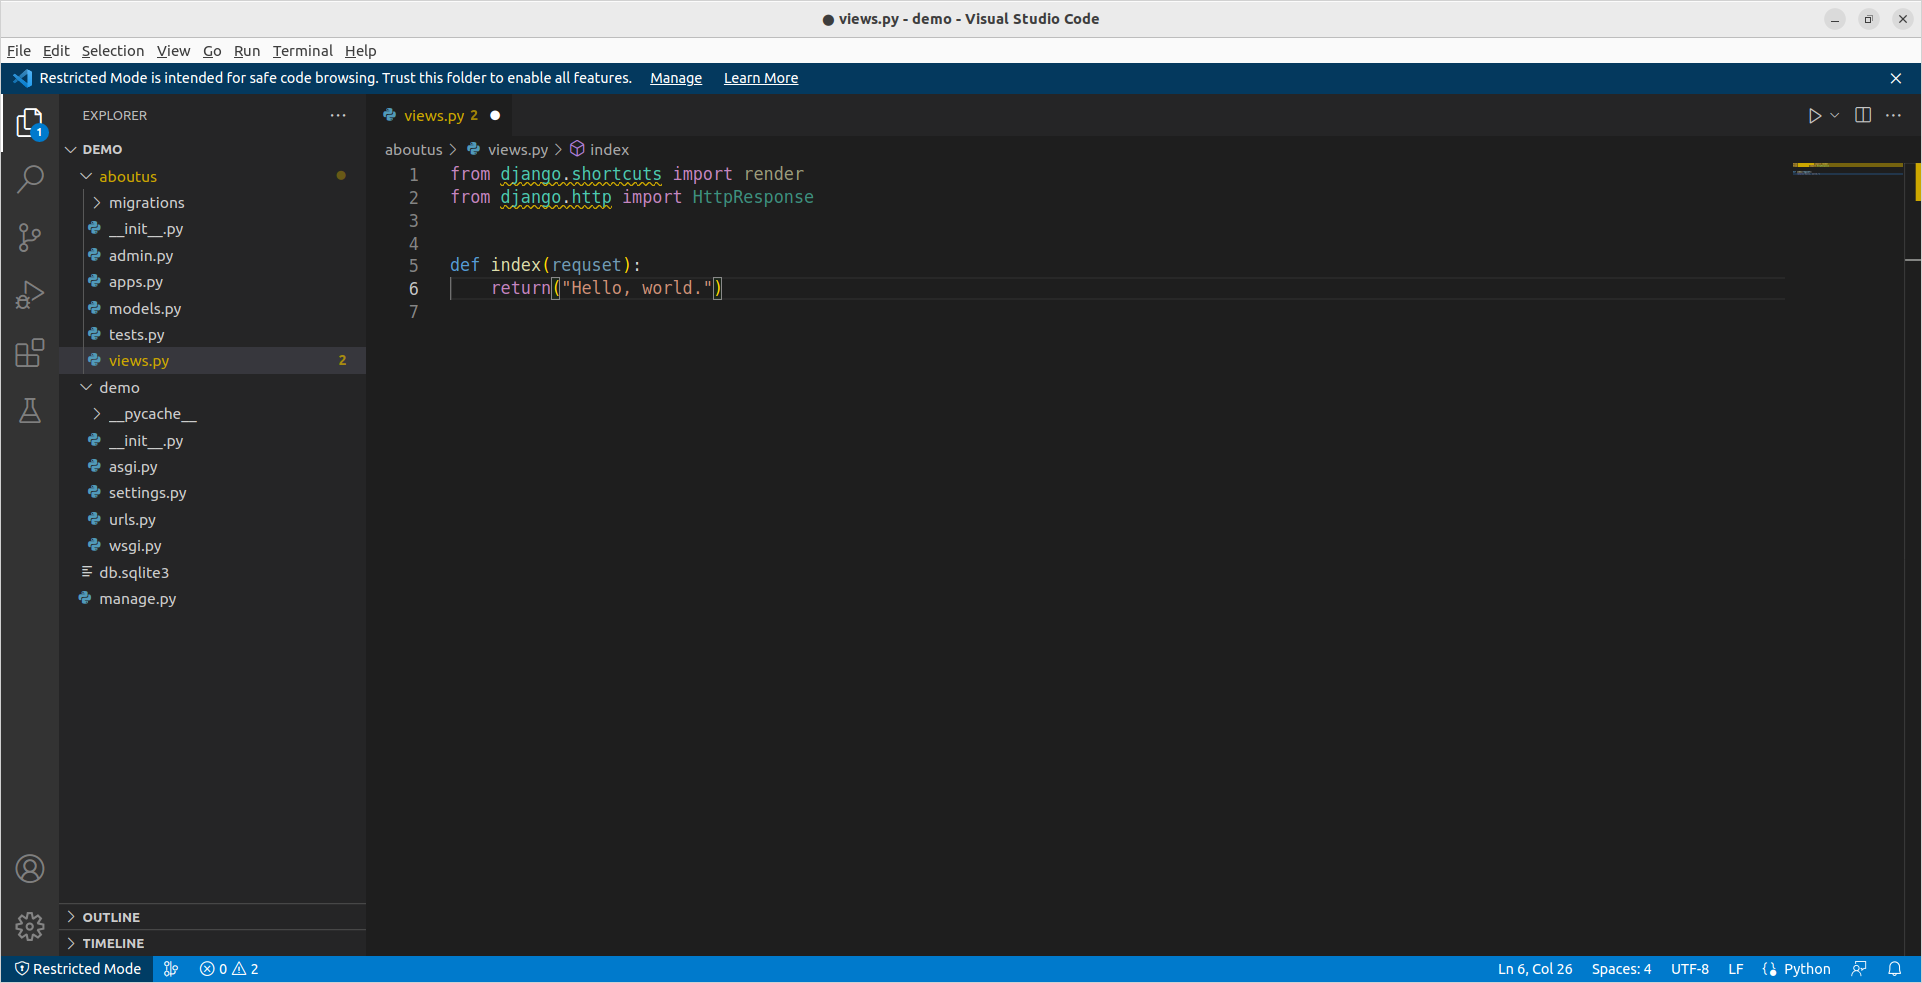 ● views.py - demo - Visual Studio Code
File Edit Selection View Go Run Terminal Help
Restricted Mode is intended for safe code browsing. Trust this folder to enable all features. Manage Learn More
EXPLORER
1
DEMO
aboutus
migrations
__init__.py
admin.py
apps.py
models.py
tests.py
views.py 2
demo
__pycache__
__init__.py
asgi.py
settings.py
urls.py
wsgi.py
db.sqlite3
manage.py
OUTLINE
TIMELINE
views.py 2
aboutus > views.py > index
1 from django.shortcuts import render
2 from django.http import HttpResponse
3
4
5 def index(requset):
6     return("Hello, world.")
7
Restricted Mode 0 2 Ln 6, Col 26 Spaces: 4 UTF-8 LF Python